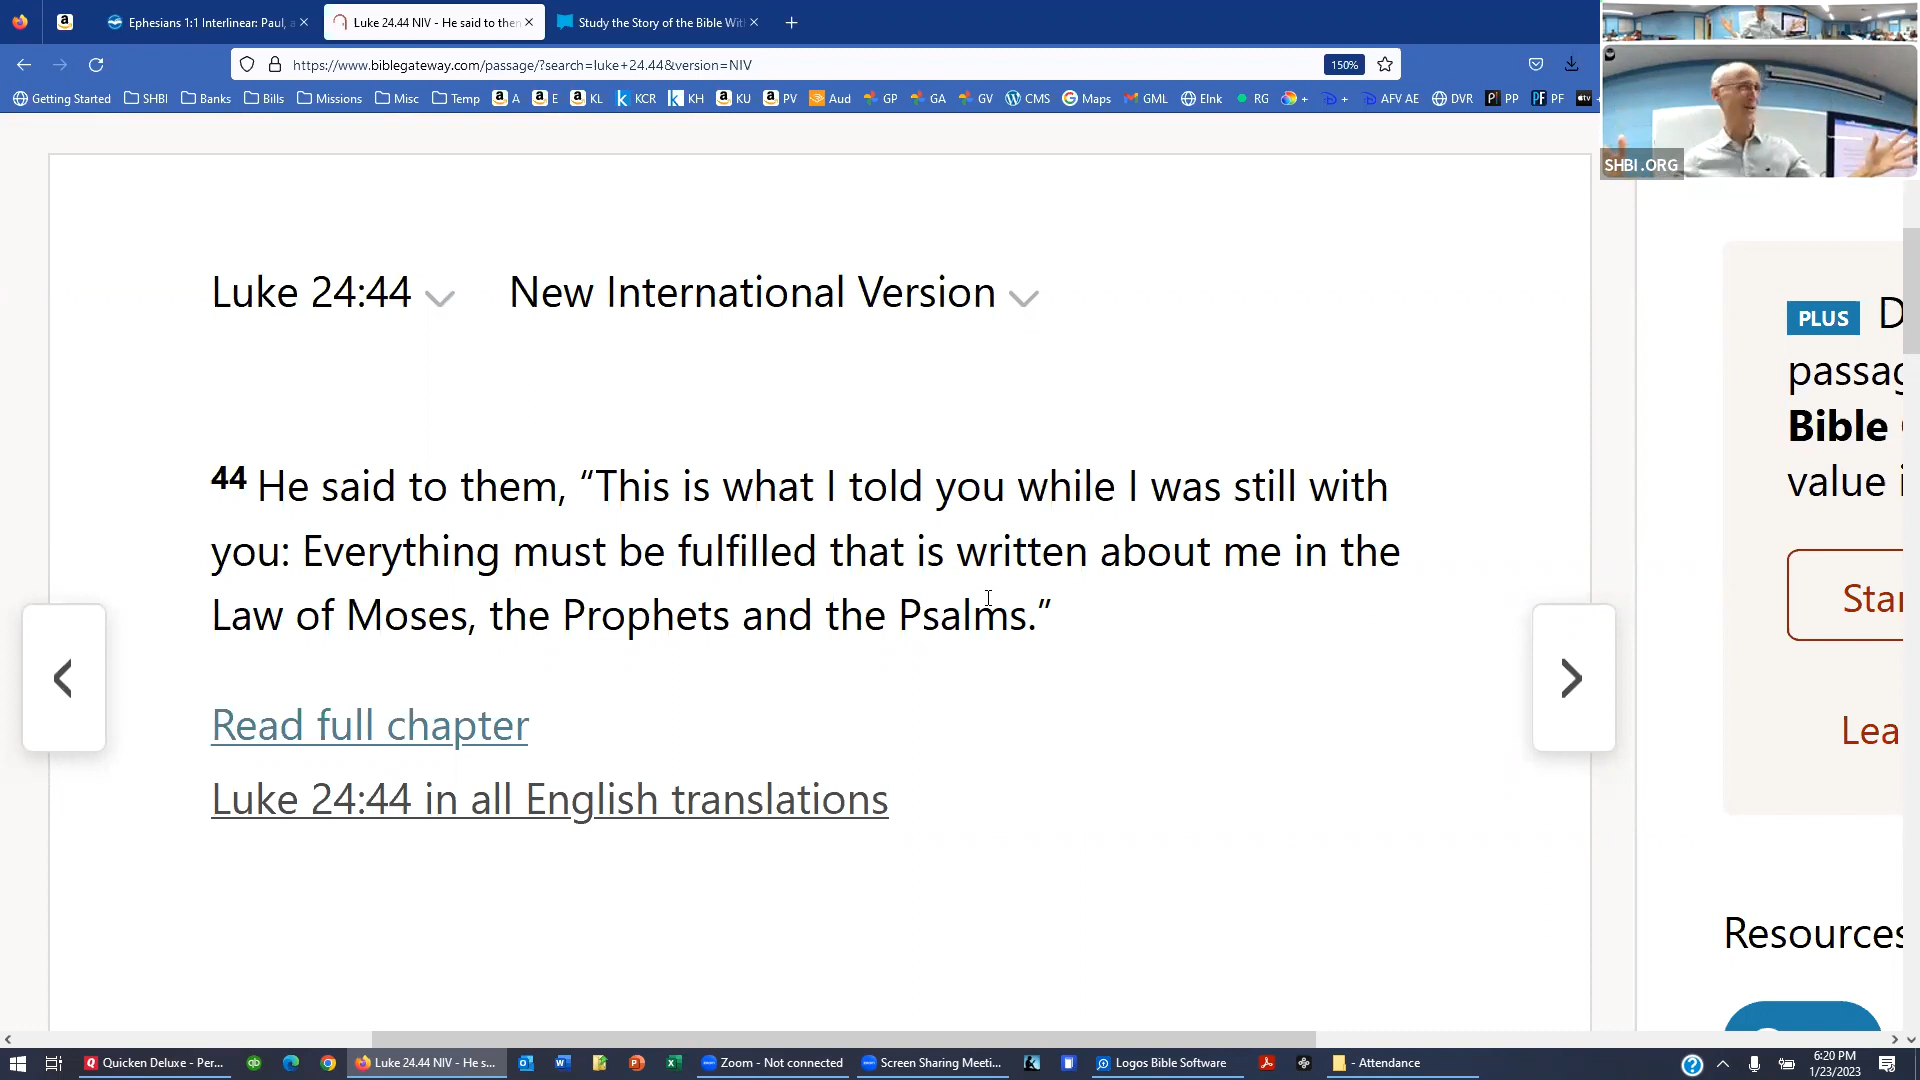 Ephesians 1:1 Interlinear: Paul, a
Luke 24.44 NIV - He said to them
Study the Story of the Bible With
https://www.biblegateway.com/passage/?search=luke+24.44&version=NIV
150%
Getting Started SHBI Banks Bills Missions Misc Temp A E KL KCR KH KU PV Aud GP GA GV CMS Maps GML EInk RG + + AFV AE DVR PP PF
SHBI.ORG
Luke 24:44 New International Version
44 He said to them, “This is what I told you while I was still with
you: Everything must be fulfilled that is written about me in the
Law of Moses, the Prophets and the Psalms.”
Read full chapter
Luke 24:44 in all English translations
PLUS D
passag
Bible
value i
Star
Lea
Resources
Quicken Deluxe - Per...
Luke 24.44 NIV - He s...
Zoom - Not connected
Screen Sharing Meeti...
Logos Bible Software
- Attendance
6:20 PM
1/23/2023